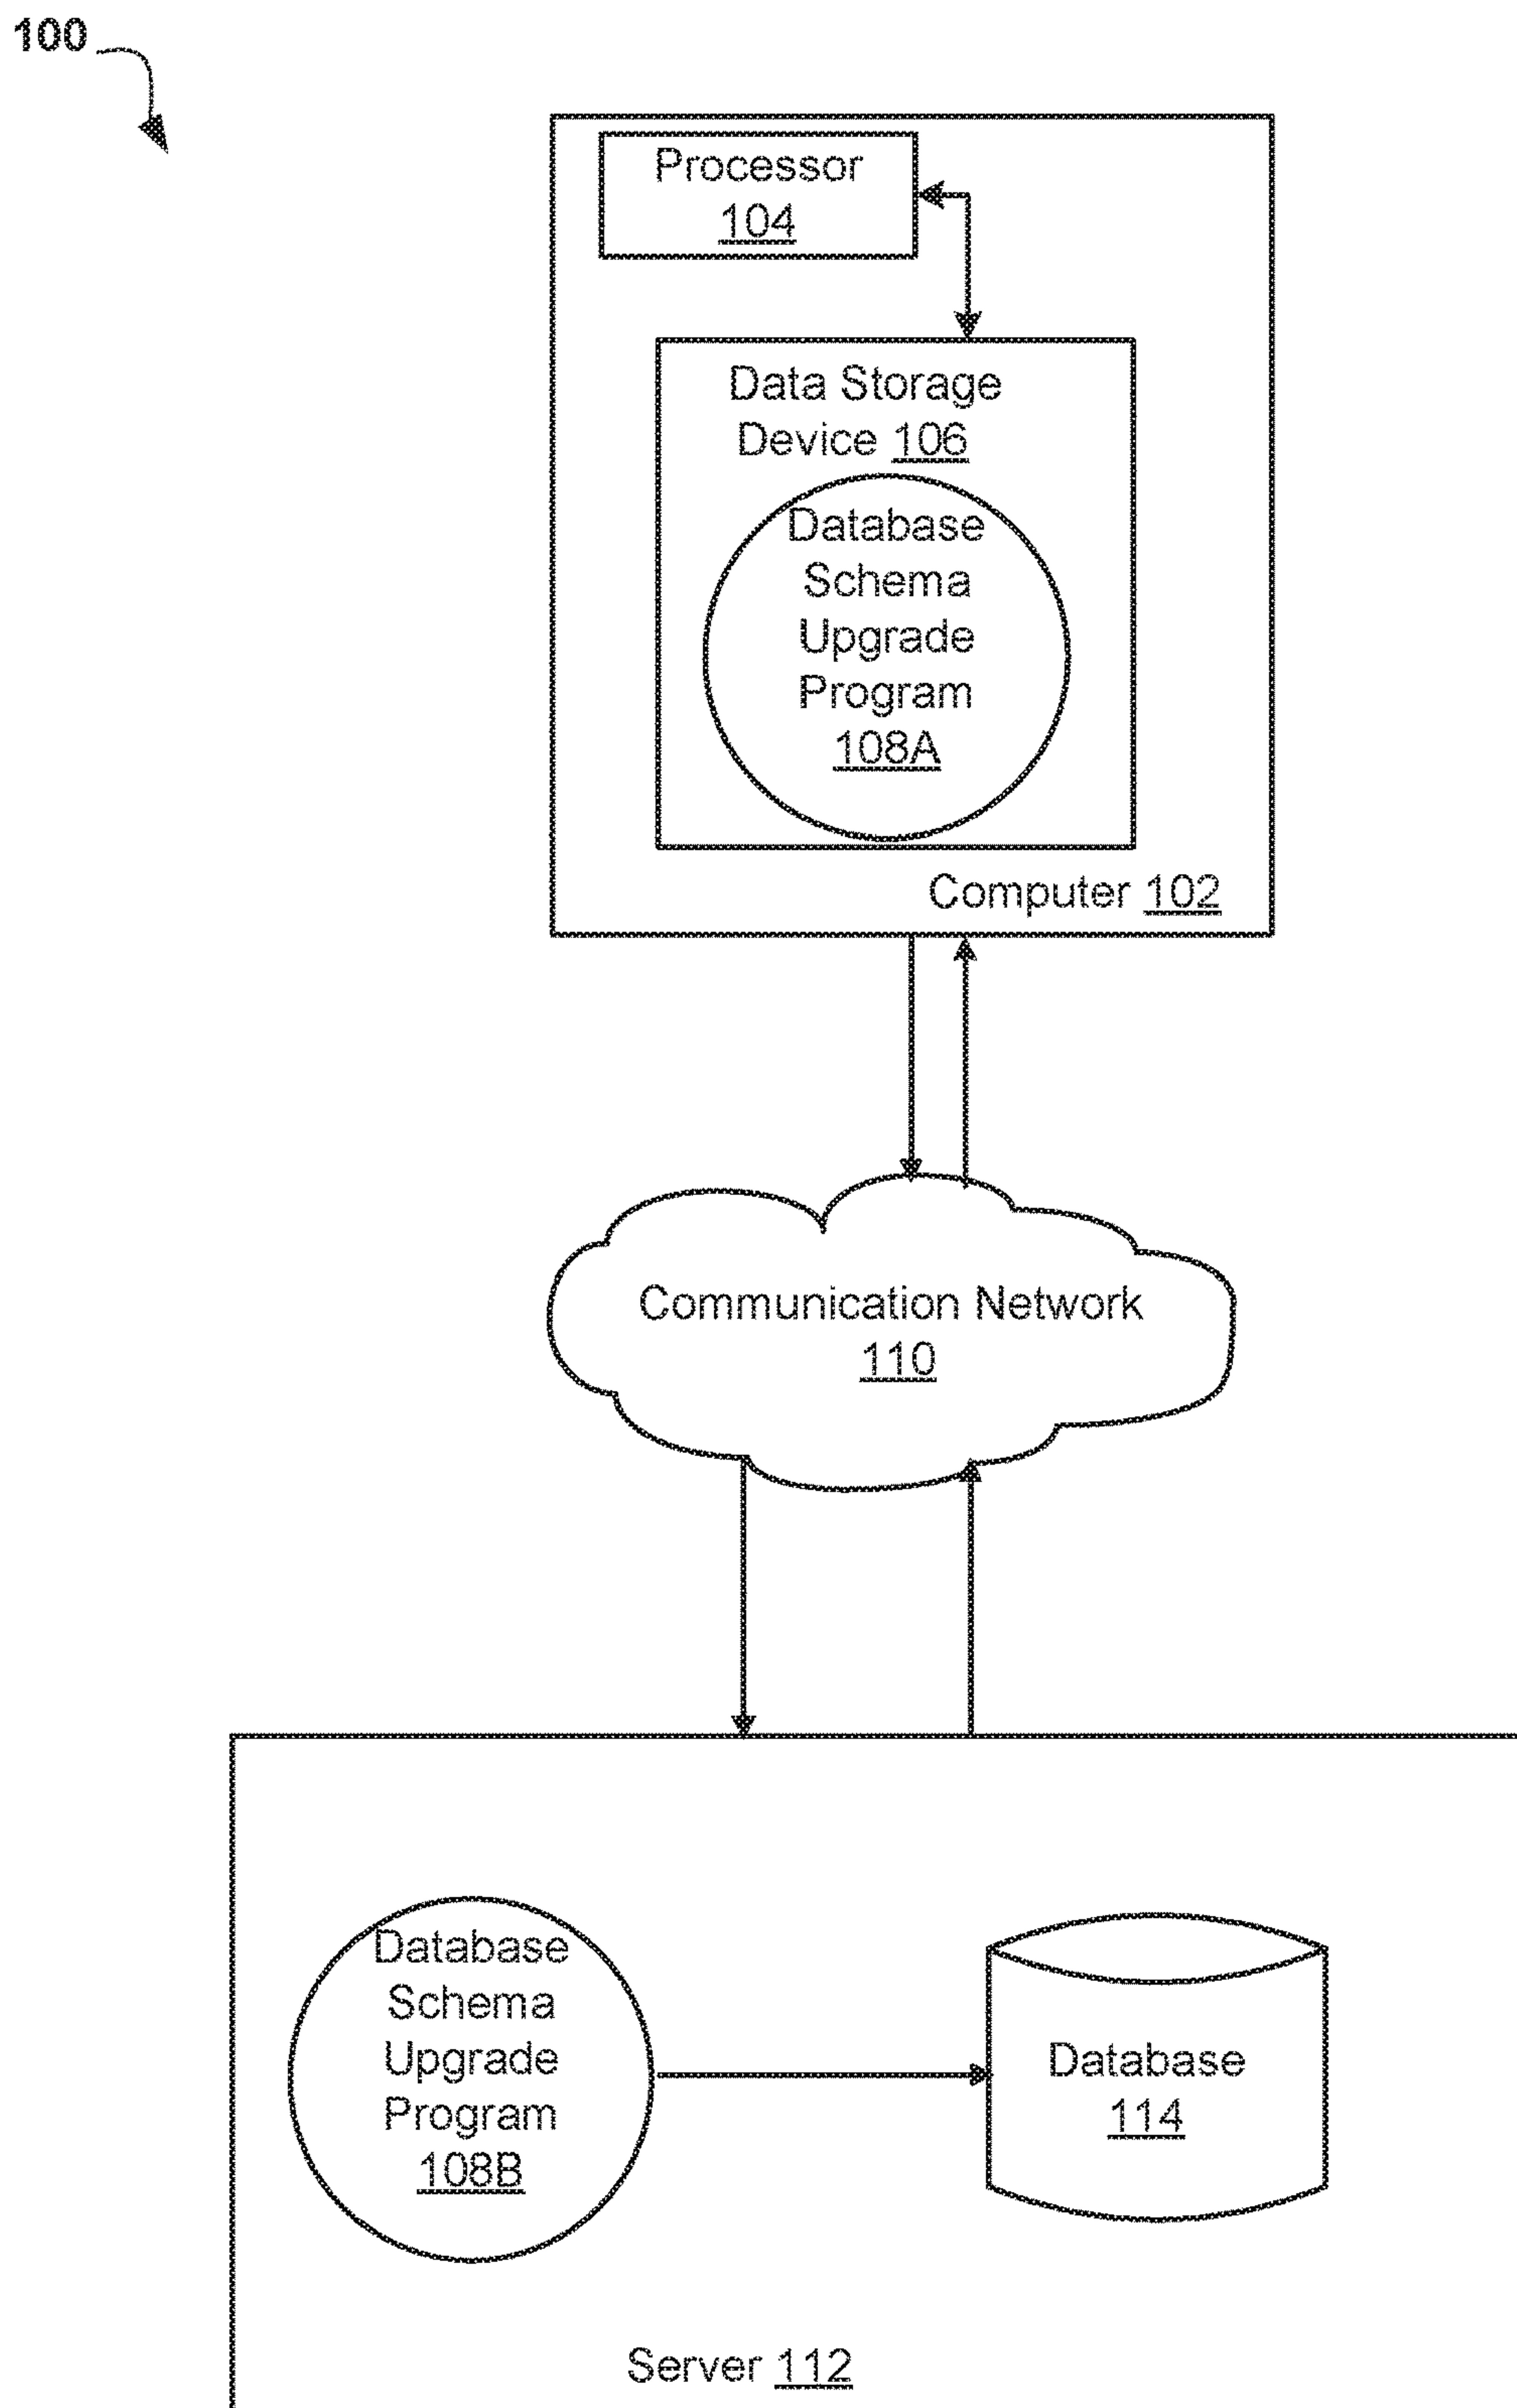 100
Processor
104
Data Storage
Device 106
Database
Schema
Upgrade
Program
108A
Computer 102
Communication Network
110
Database
Schema
Upgrade
Program
108B
Database
114
Server 112